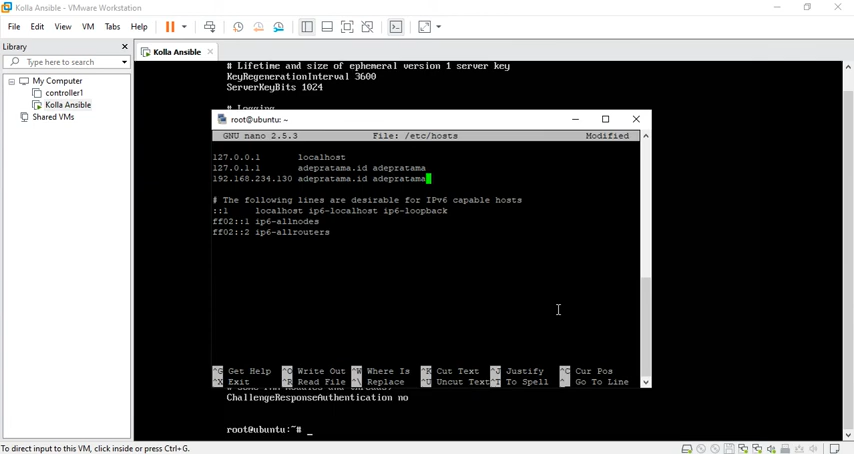 Kolla Ansible - VMware Workstation
File Edit View VM Tabs Help
Library
Kolla Ansible
Type here to search
My Computer
controller1
Kolla Ansible
Shared VMs
# Lifetime and size of ephemeral version 1 server key
KeyRegenerationInterval 3600
ServerKeyBits 1024
# Logging
root@ubuntu: ~
GNU nano 2.5.3 File: /etc/hosts Modified
127.0.0.1 localhost
127.0.1.1 adepratama.id adepratama
192.168.234.130 adepratama.id adepratama
# The following lines are desirable for IPv6 capable hosts
::1 localhost ip6-localhost ip6-loopback
ff02::1 ip6-allnodes
ff02::2 ip6-allrouters
^G Get Help ^O Write Out ^W Where Is ^K Cut Text ^J Justify ^C Cur Pos
^X Exit ^R Read File ^\ Replace ^U Uncut Text ^T To Spell ^_ Go To Line
ChallengeResponseAuthentication no
root@ubuntu:~# _
To direct input to this VM, click inside or press Ctrl+G.